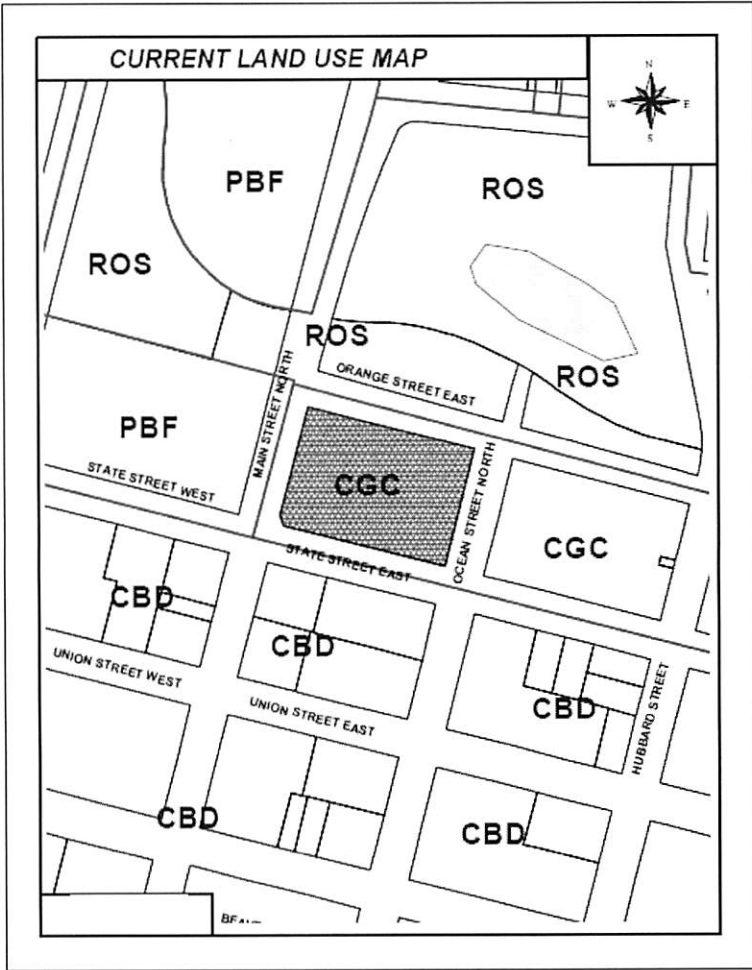 CURRENT LAND USE MAP
N
W E
S
PBF
ROS
ROS
ROS
ROS
ORANGE STREET EAST
MAIN STREET NORTH
PBF
STATE STREET WEST
CGC
OCEAN STREET NORTH
CGC
STATE STREET EAST
CBD
CBD
UNION STREET WEST
UNION STREET EAST
CBD
HUBBARD STREET
CBD
CBD